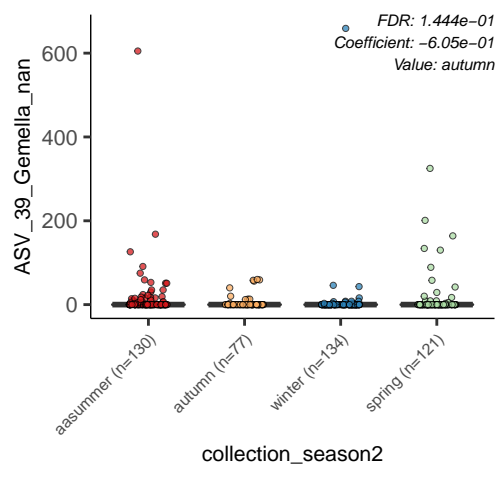 FDR: 1.444e−01
Coefficient: −6.05e−01
Value: autumn
ASV_39_Gemella_nan
600
400
200
0
aasummer (n=130)
autumn (n=77)
winter (n=134)
spring (n=121)
collection_season2